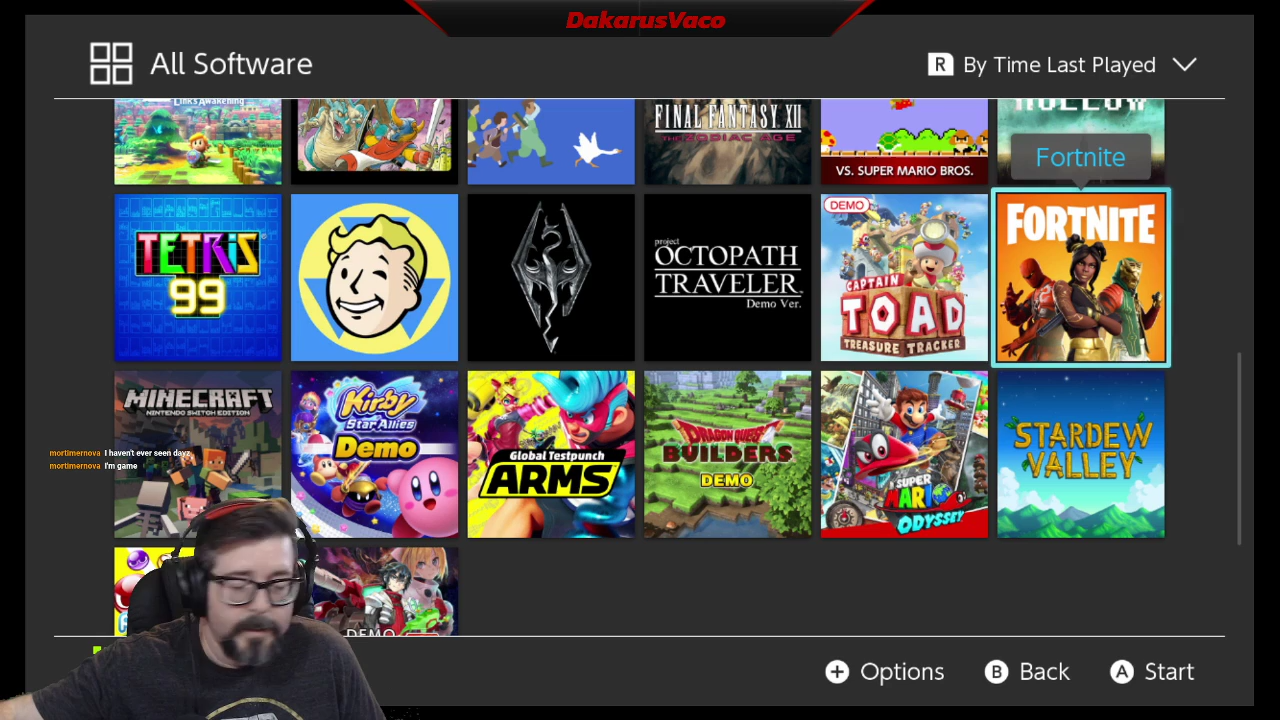 DakarusVaco
All Software
R By Time Last Played
Link's Awakening
FINAL FANTASY XII
THE ZODIAC AGE
VS. SUPER MARIO BROS.
HOLLOW
Fortnite
TETRIS
99
project
OCTOPATH
TRAVELER
Demo Ver.
DEMO
CAPTAIN
TOAD
TREASURE TRACKER
FORTNITE
MINECRAFT
NINTENDO SWITCH EDITION
Kirby
Star Allies
Demo
Global Testpunch
ARMS
DRAGON QUEST
BUILDERS
DEMO
SUPER
MARIO
ODYSSEY
STARDEW
VALLEY
mortimernova I haven't ever seen dayz
mortimernova I'm game
DEMO
+ Options B Back A Start